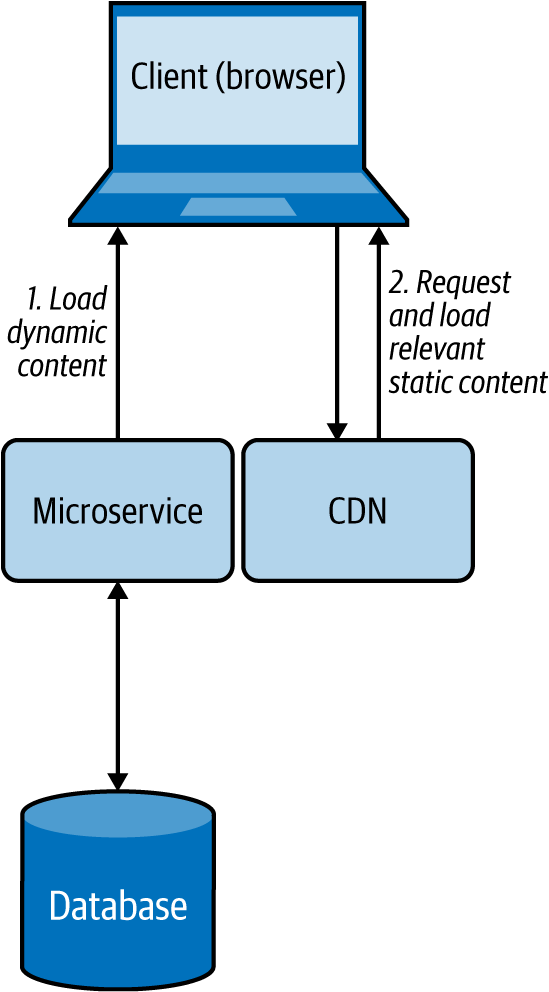 Client (browser)
1. Load
dynamic
content
2. Request
and load
relevant
static content
Microservice
CDN
Database